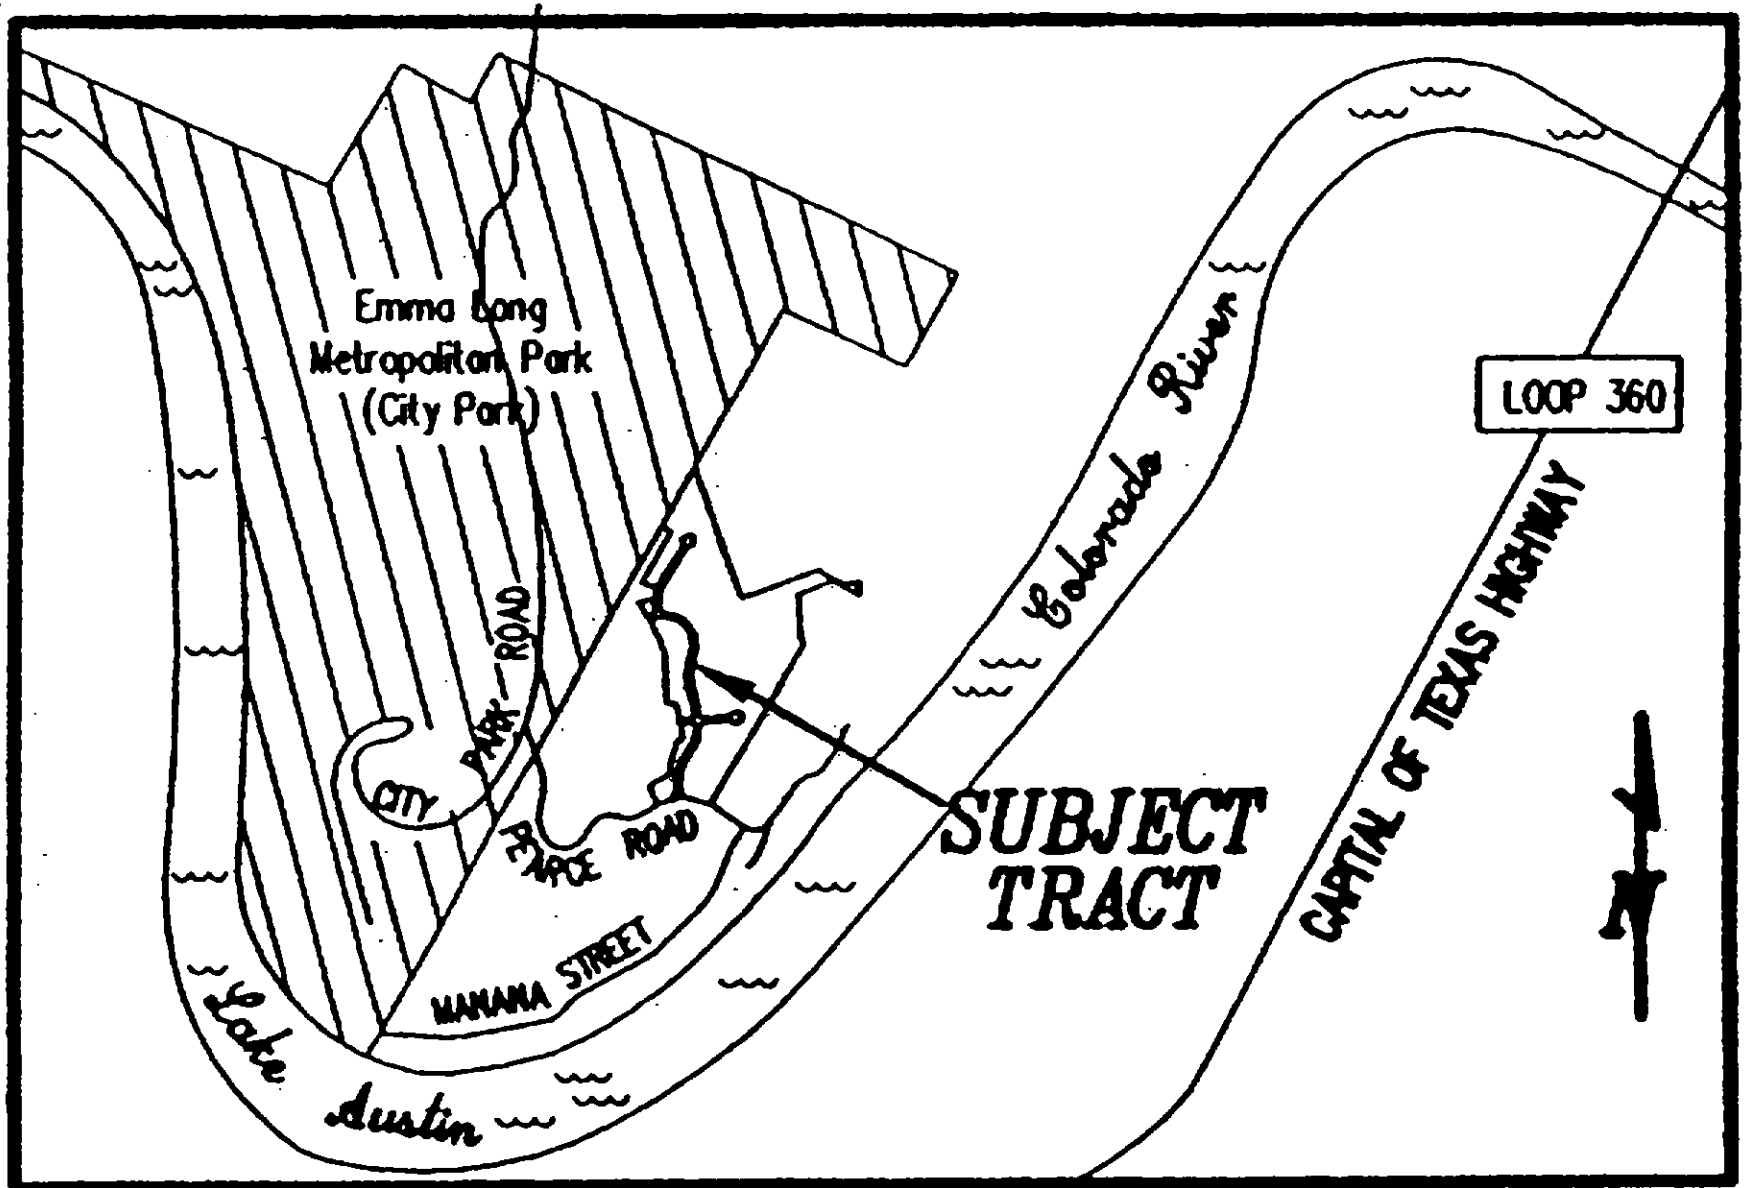 Emma Long
Metropolitan Park
(City Park)
Colorado River
LOOP 360
CAPITAL OF TEXAS HIGHWAY
CITY PARK ROAD
PEARCE ROAD
SUBJECT
TRACT
MANANA STREET
Lake Austin
N